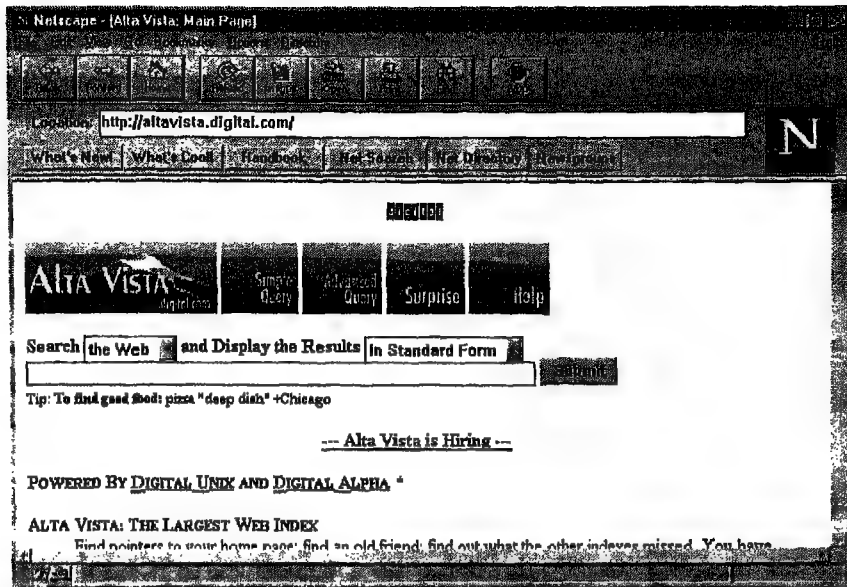 Netscape - [Alta Vista: Main Page]
Location: http://altavista.digital.com/
N
What's New! What's Cool! Handbook Net Search Net Directory Newsgroups
digital
ALTA VISTA digital.com Simple Query Advanced Query Surprise Help
Search the Web and Display the Results in Standard Form
Submit
Tip: To find good food: pizza "deep dish" +Chicago
--- Alta Vista is Hiring ---
POWERED BY DIGITAL UNIX AND DIGITAL ALPHA *
ALTA VISTA: THE LARGEST WEB INDEX
Find pointers to your home page; find an old friend; find out what the other indexes missed. You have